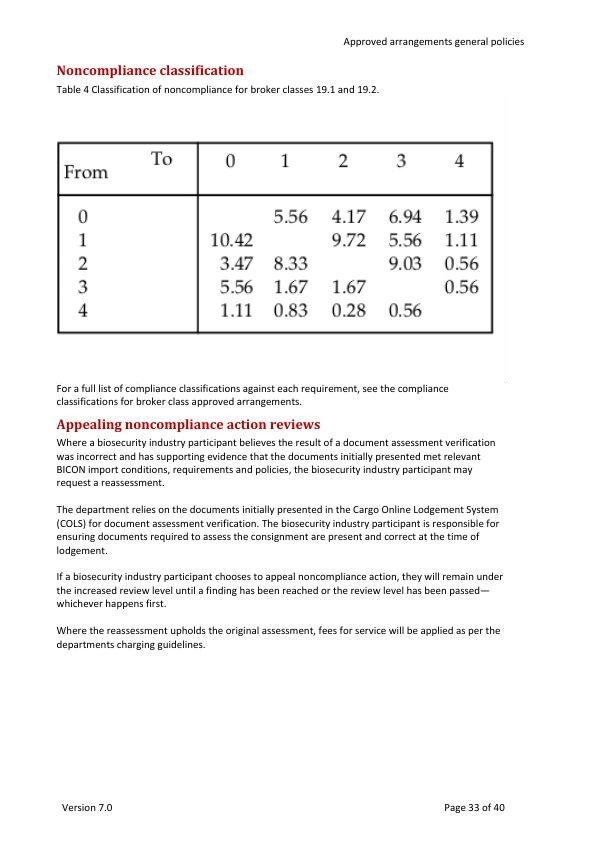 Approved arrangements general policies
Noncompliance classification
Table 4 Classification of noncompliance for broker classes 19.1 and 19.2.
From To 0 1 2 3 4
0 5.56 4.17 6.94 1.39
1 10.42 9.72 5.56 1.11
2 3.47 8.33 9.03 0.56
3 5.56 1.67 1.67 0.56
4 1.11 0.83 0.28 0.56
For a full list of compliance classifications against each requirement, see the compliance
classifications for broker class approved arrangements.
Appealing noncompliance action reviews
Where a biosecurity industry participant believes the result of a document assessment verification
was incorrect and has supporting evidence that the documents initially presented met relevant
BICON import conditions, requirements and policies, the biosecurity industry participant may
request a reassessment.
The department relies on the documents initially presented in the Cargo Online Lodgement System
(COLS) for document assessment verification. The biosecurity industry participant is responsible for
ensuring documents required to assess the consignment are present and correct at the time of
lodgement.
If a biosecurity industry participant chooses to appeal noncompliance action, they will remain under
the increased review level until a finding has been reached or the review level has been passed—
whichever happens first.
Where the reassessment upholds the original assessment, fees for service will be applied as per the
departments charging guidelines.
Version 7.0 Page 33 of 40